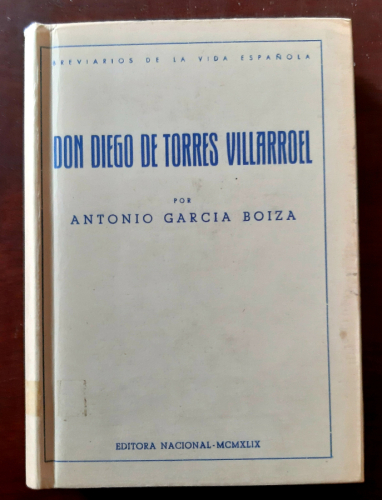 BREVIARIOS DE LA VIDA ESPAÑOLA
DON DIEGO DE TORRES VILLARROEL
POR
ANTONIO GARCIA BOIZA
EDITORA NACIONAL-MCMXLIX